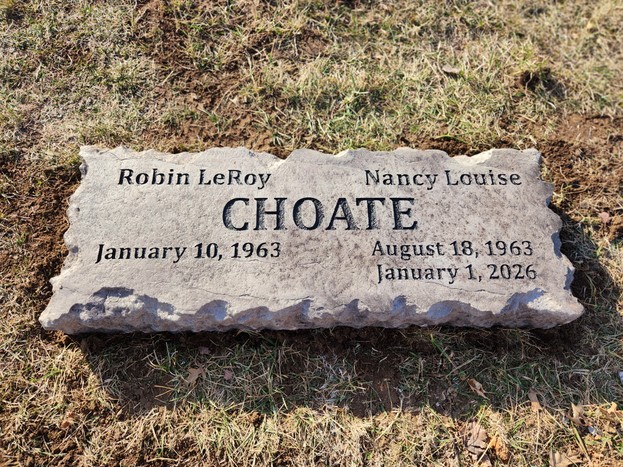 Robin LeRoy Nancy Louise
CHOATE
January 10, 1963 August 18, 1963
January 1, 2026